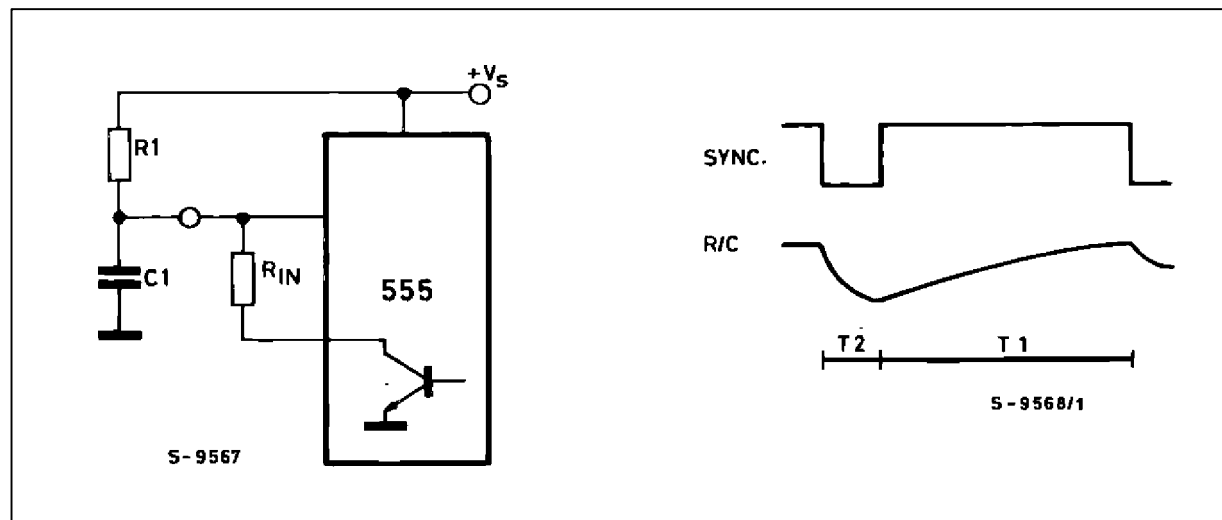 +VS
R1
C1
RIN
555
S-9567
SYNC.
R/C
T2
T1
S-9568/1